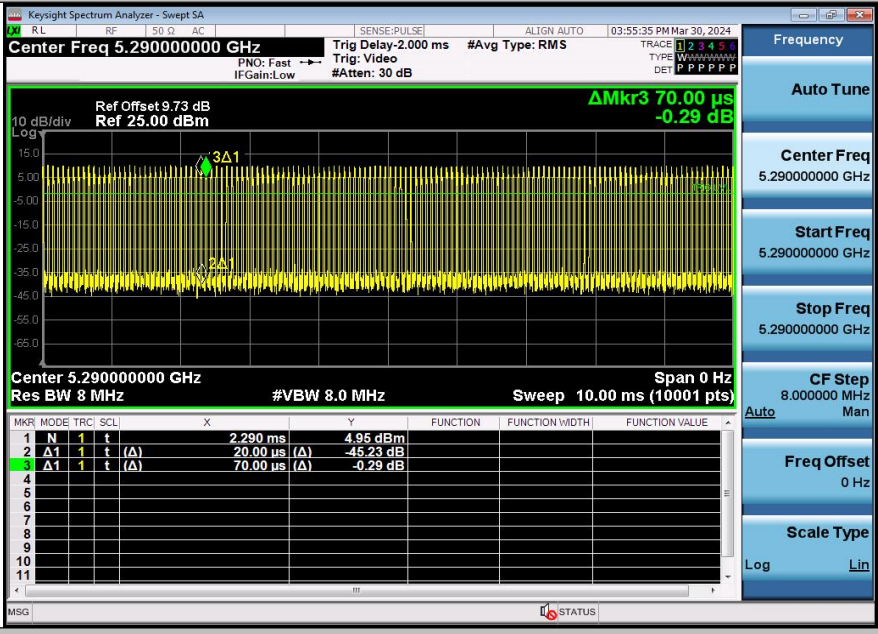 Keysight Spectrum Analyzer - Swept SA
LXI RL RF 50 Ω AC SENSE:PULSE ALIGN AUTO 03:55:35 PM Mar 30, 2024
Center Freq 5.290000000 GHz
PNO: Fast
IFGain:Low
Trig Delay-2.000 ms
Trig: Video
#Atten: 30 dB
#Avg Type: RMS
TRACE 1 2 3 4 5 6
TYPE WWWWWW
DET P P P P P P
ΔMkr3 70.00 µs
-0.29 dB
Ref Offset 9.73 dB
10 dB/div Ref 25.00 dBm
Log
15.0
5.00
-5.00
-15.0
-25.0
-35.0
-45.0
-55.0
-65.0
3Δ1
2Δ1
Center 5.290000000 GHz Span 0 Hz
Res BW 8 MHz #VBW 8.0 MHz Sweep 10.00 ms (10001 pts)
MKR MODE TRC SCL X Y FUNCTION FUNCTION WIDTH FUNCTION VALUE
1 N 1 t 2.290 ms 4.95 dBm
2 Δ1 1 t (Δ) 20.00 µs (Δ) -45.23 dB
3 Δ1 1 t (Δ) 70.00 µs (Δ) -0.29 dB
4
5
6
7
8
9
10
11
MSG STATUS
Frequency
Auto Tune
Center Freq
5.290000000 GHz
Start Freq
5.290000000 GHz
Stop Freq
5.290000000 GHz
CF Step
8.000000 MHz
Auto Man
Freq Offset
0 Hz
Scale Type
Log Lin